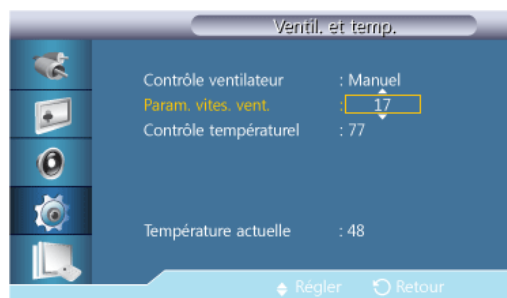 Ventil. et temp.
Contrôle ventilateur : Manuel
Param. vites. vent. : 17
Contrôle températurel : 77
Température actuelle : 48
Régler Retour